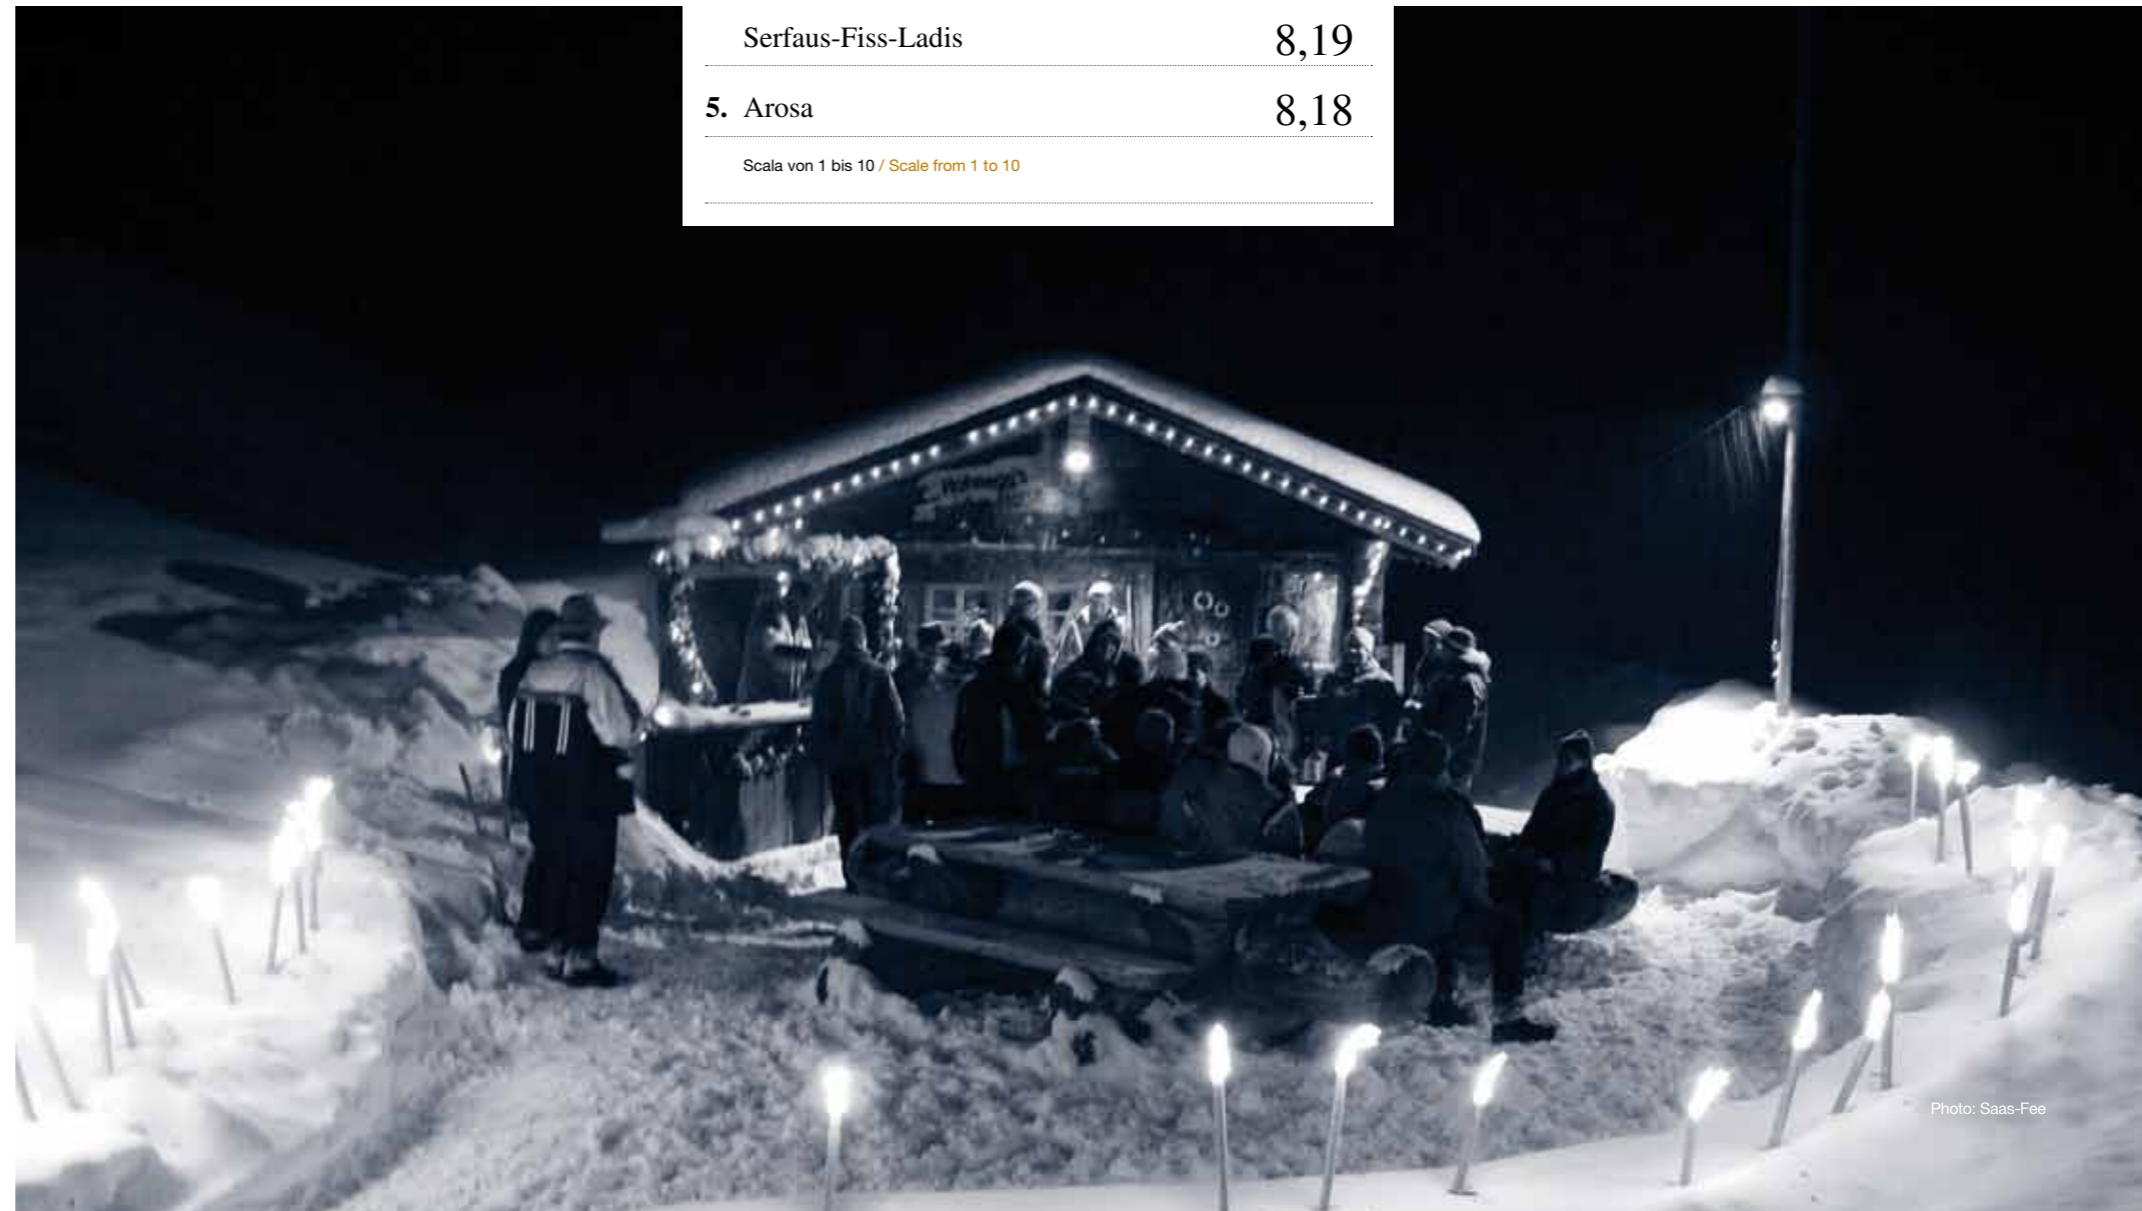 Serfaus-Fiss-Ladis 8,19
5. Arosa 8,18
Scala von 1 bis 10 / Scale from 1 to 10
Photo: Saas-Fee